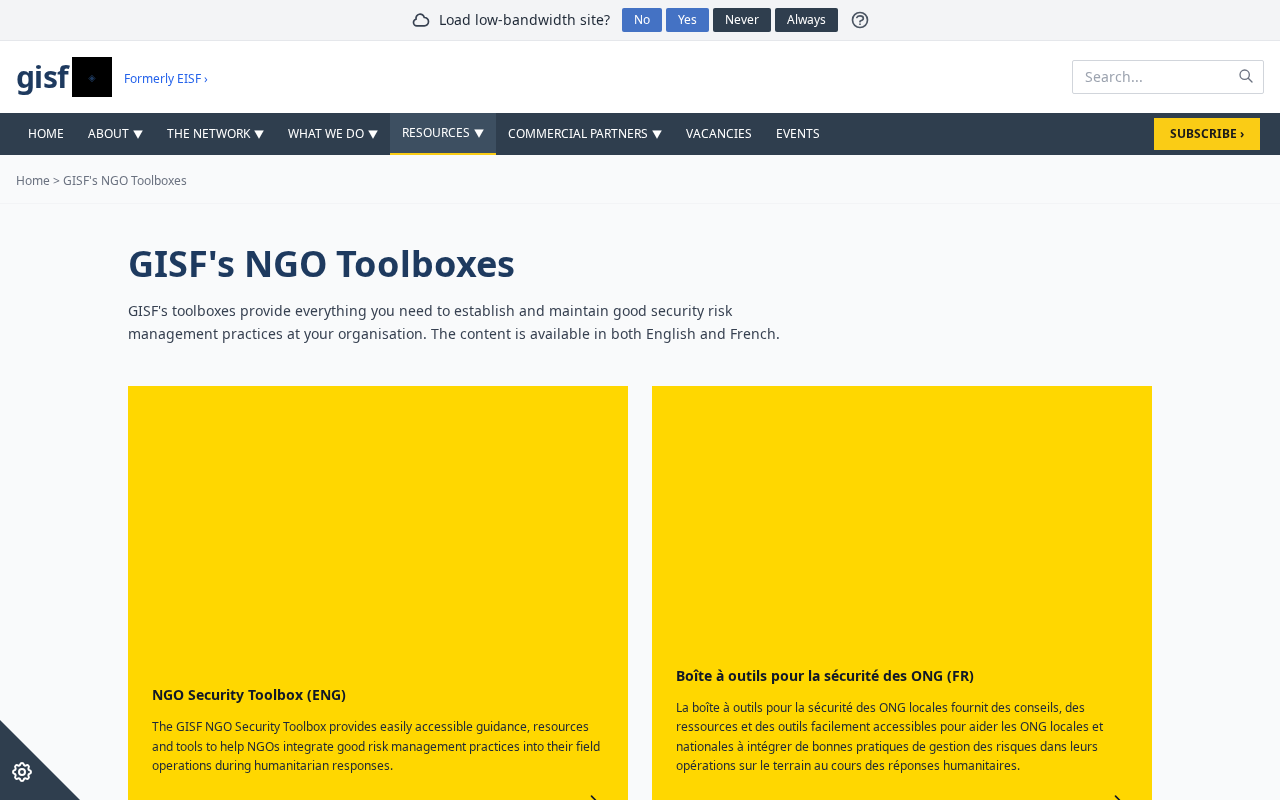 Load low-bandwidth site? No Yes Never Always
gisf Formerly EISF ›
Search...
HOME ABOUT ▼ THE NETWORK ▼ WHAT WE DO ▼ RESOURCES ▼ COMMERCIAL PARTNERS ▼ VACANCIES EVENTS SUBSCRIBE ›
Home > GISF's NGO Toolboxes
GISF's NGO Toolboxes
GISF's toolboxes provide everything you need to establish and maintain good security risk
management practices at your organisation. The content is available in both English and French.
NGO Security Toolbox (ENG)
The GISF NGO Security Toolbox provides easily accessible guidance, resources
and tools to help NGOs integrate good risk management practices into their field
operations during humanitarian responses.
Boîte à outils pour la sécurité des ONG (FR)
La boîte à outils pour la sécurité des ONG locales fournit des conseils, des
ressources et des outils facilement accessibles pour aider les ONG locales et
nationales à intégrer de bonnes pratiques de gestion des risques dans leurs
opérations sur le terrain au cours des réponses humanitaires.